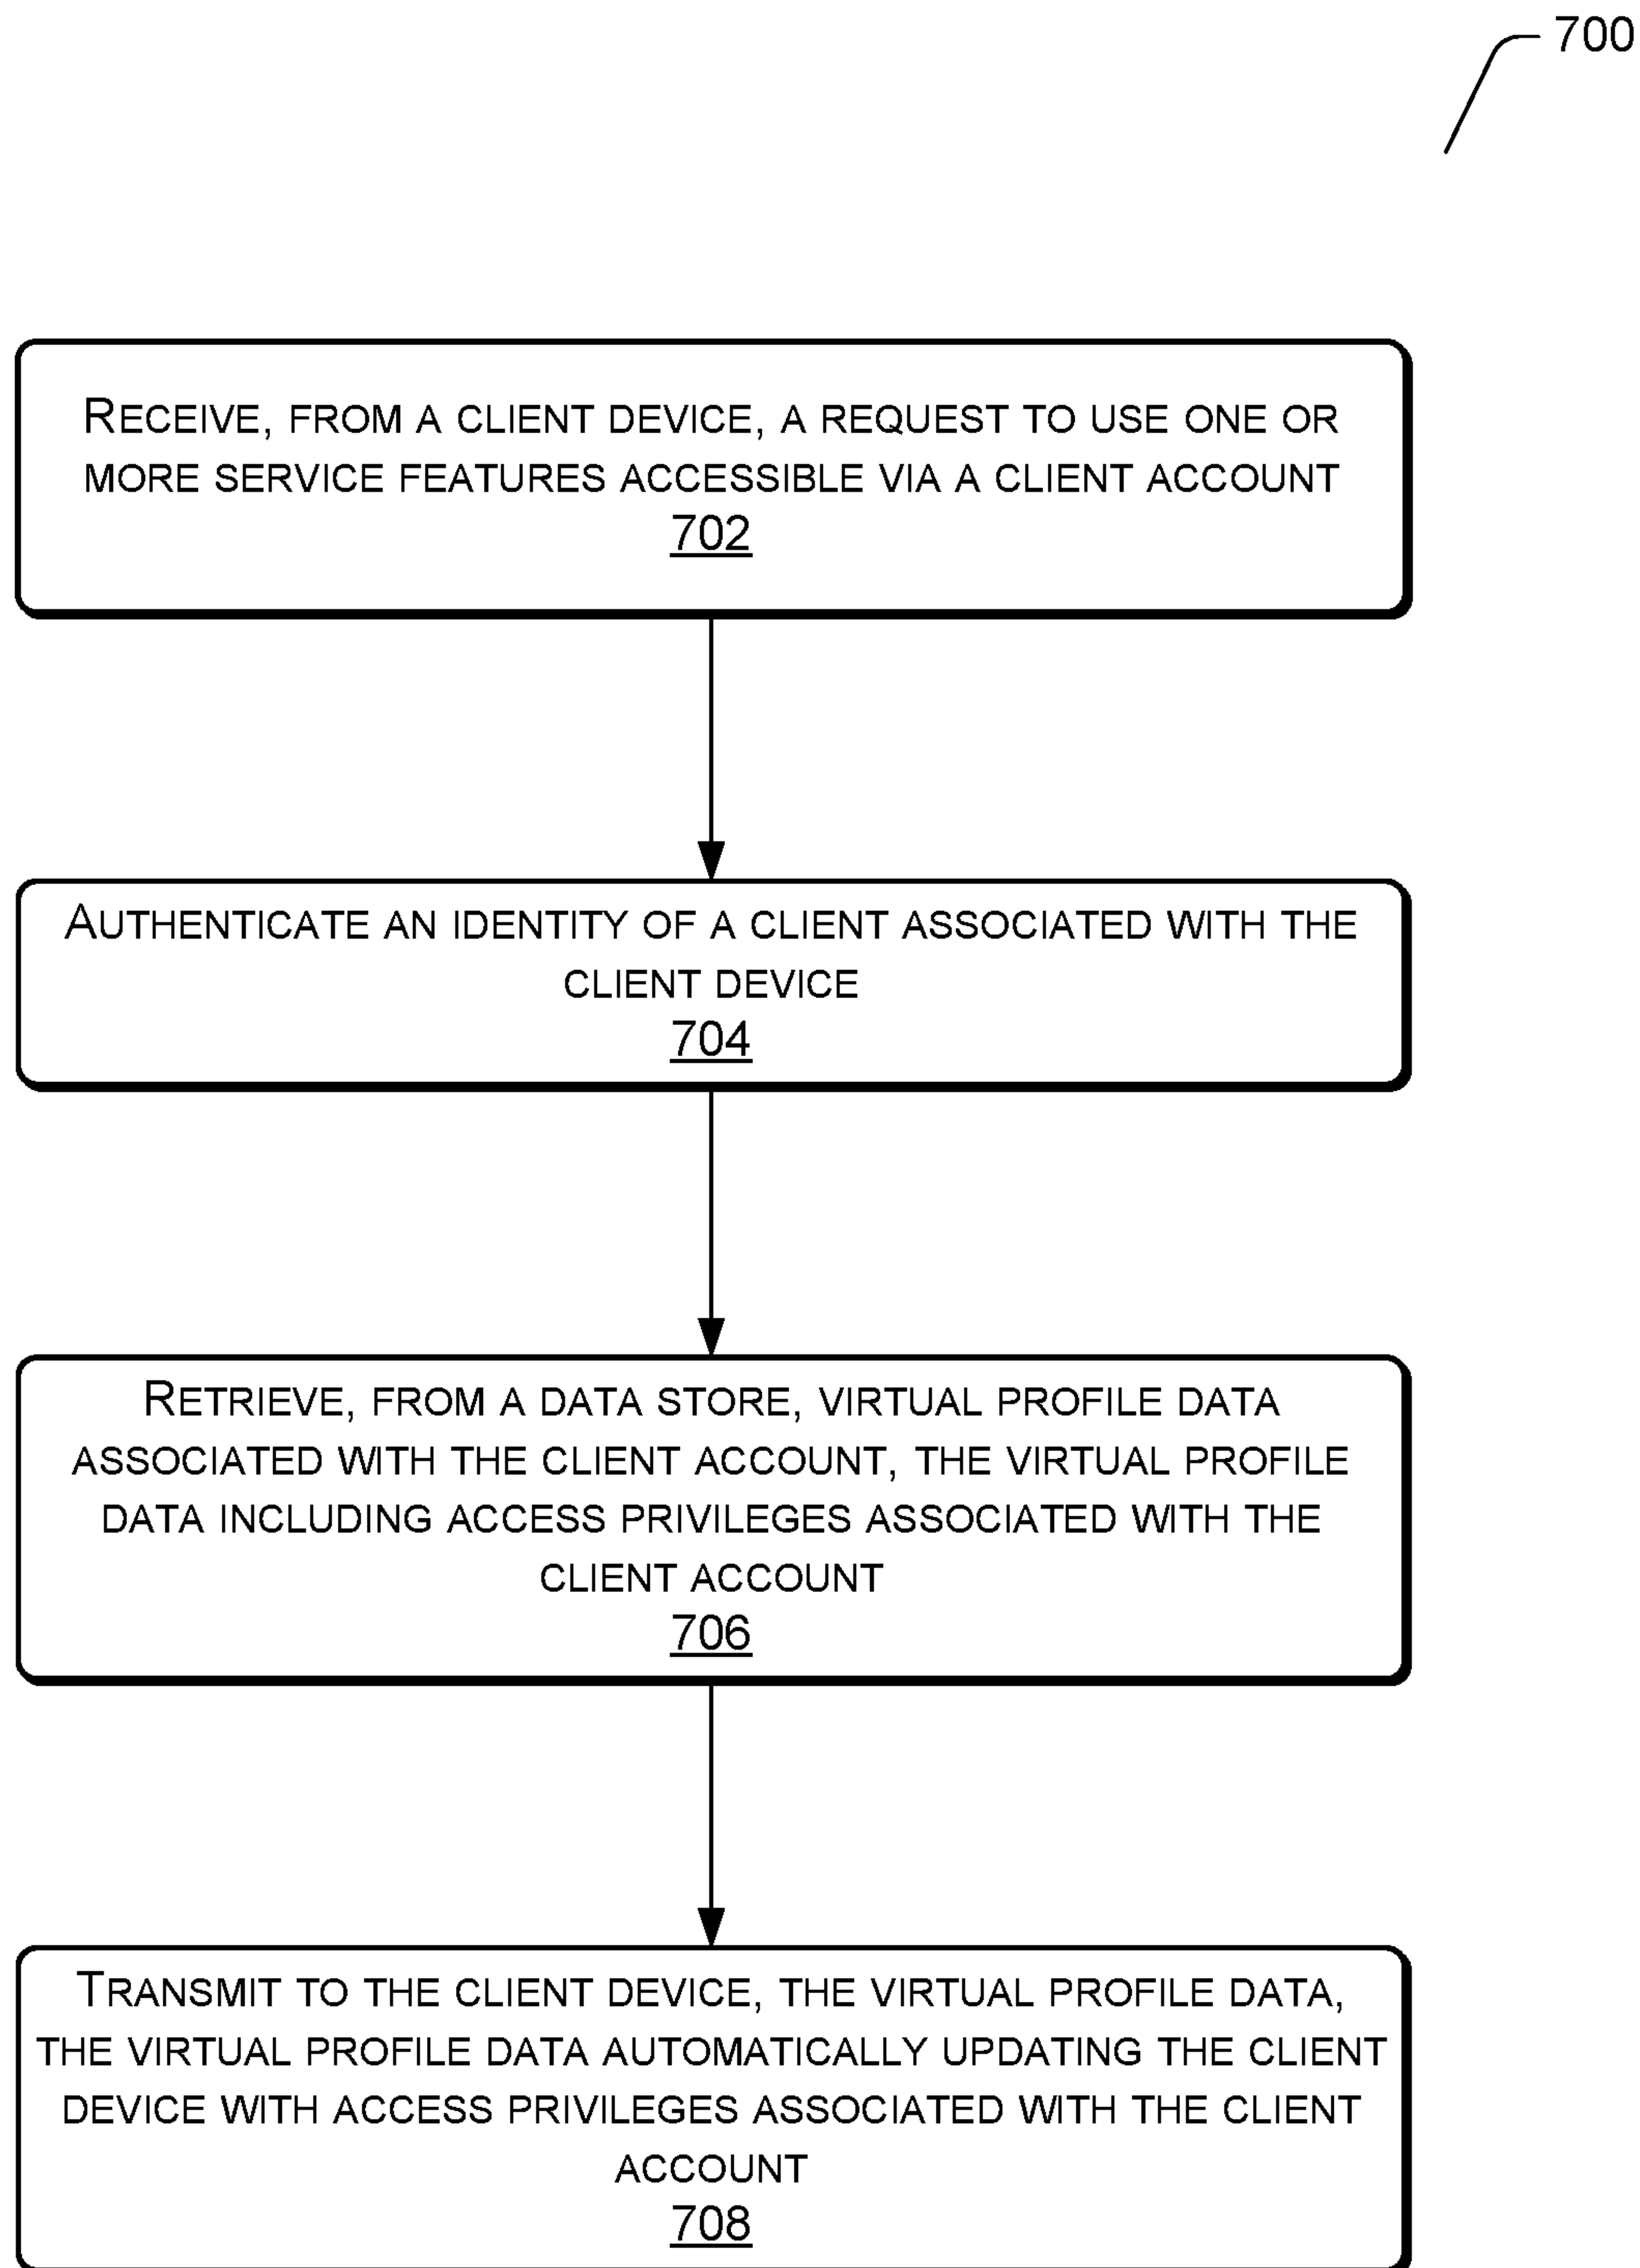 700
RECEIVE, FROM A CLIENT DEVICE, A REQUEST TO USE ONE OR
MORE SERVICE FEATURES ACCESSIBLE VIA A CLIENT ACCOUNT
702
AUTHENTICATE AN IDENTITY OF A CLIENT ASSOCIATED WITH THE
CLIENT DEVICE
704
RETRIEVE, FROM A DATA STORE, VIRTUAL PROFILE DATA
ASSOCIATED WITH THE CLIENT ACCOUNT, THE VIRTUAL PROFILE
DATA INCLUDING ACCESS PRIVILEGES ASSOCIATED WITH THE
CLIENT ACCOUNT
706
TRANSMIT TO THE CLIENT DEVICE, THE VIRTUAL PROFILE DATA,
THE VIRTUAL PROFILE DATA AUTOMATICALLY UPDATING THE CLIENT
DEVICE WITH ACCESS PRIVILEGES ASSOCIATED WITH THE CLIENT
ACCOUNT
708